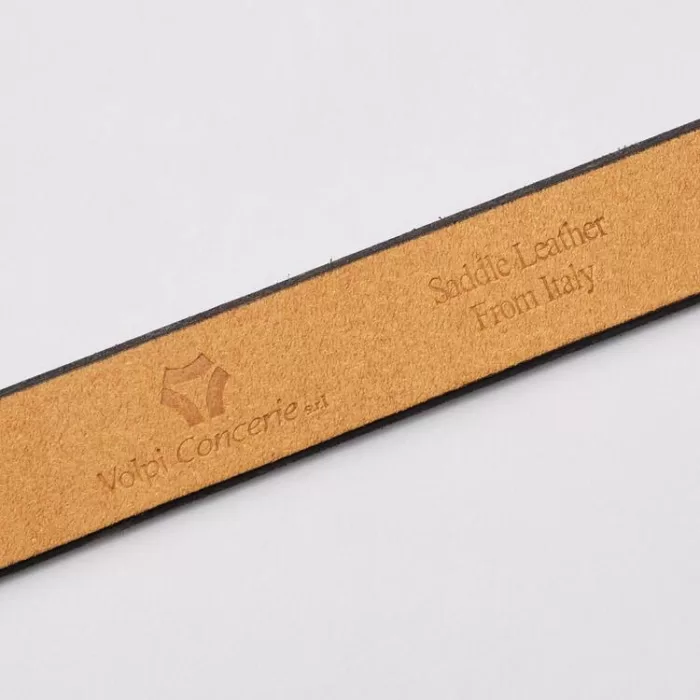 Volpi Concerie s.r.l
Saddle Leather
From Italy